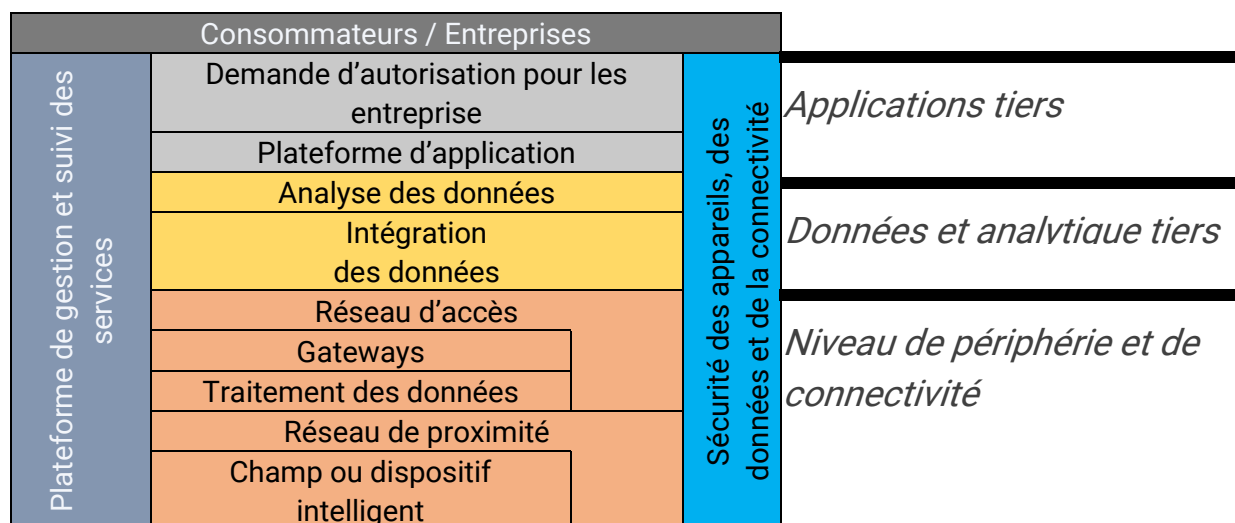 Consommateurs / Entreprises
Plateforme de gestion et suivi des
services
Demande d’autorisation pour les
entreprise
Plateforme d’application
Analyse des données
Intégration
des données
Réseau d’accès
Gateways
Traitement des données
Réseau de proximité
Champ ou dispositif
intelligent
Sécurité des appareils, des
données et de la connectivité
Applications tiers
Données et analytique tiers
Niveau de périphérie et de
connectivité